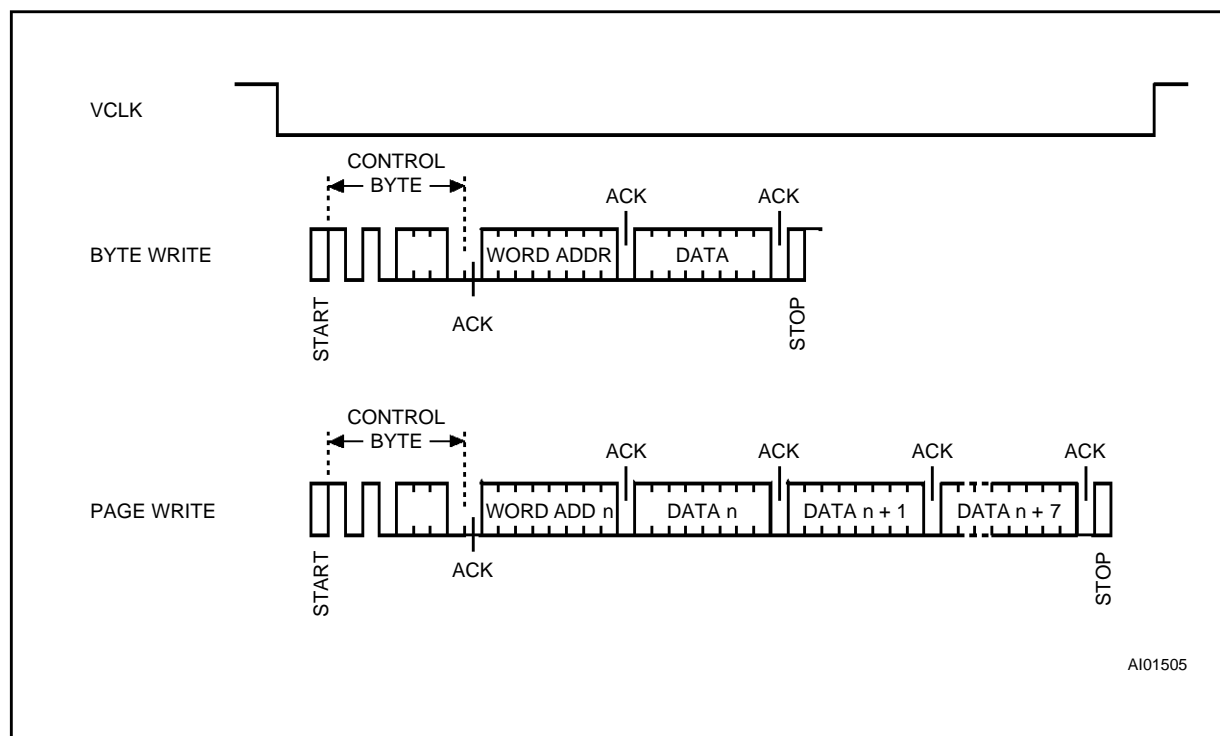 VCLK
CONTROL
BYTE
ACK
ACK
BYTE WRITE
WORD ADDR
DATA
START
ACK
STOP
CONTROL
BYTE
ACK
ACK
ACK
ACK
PAGE WRITE
WORD ADD n
DATA n
DATA n + 1
DATA n + 7
START
ACK
STOP
AI01505